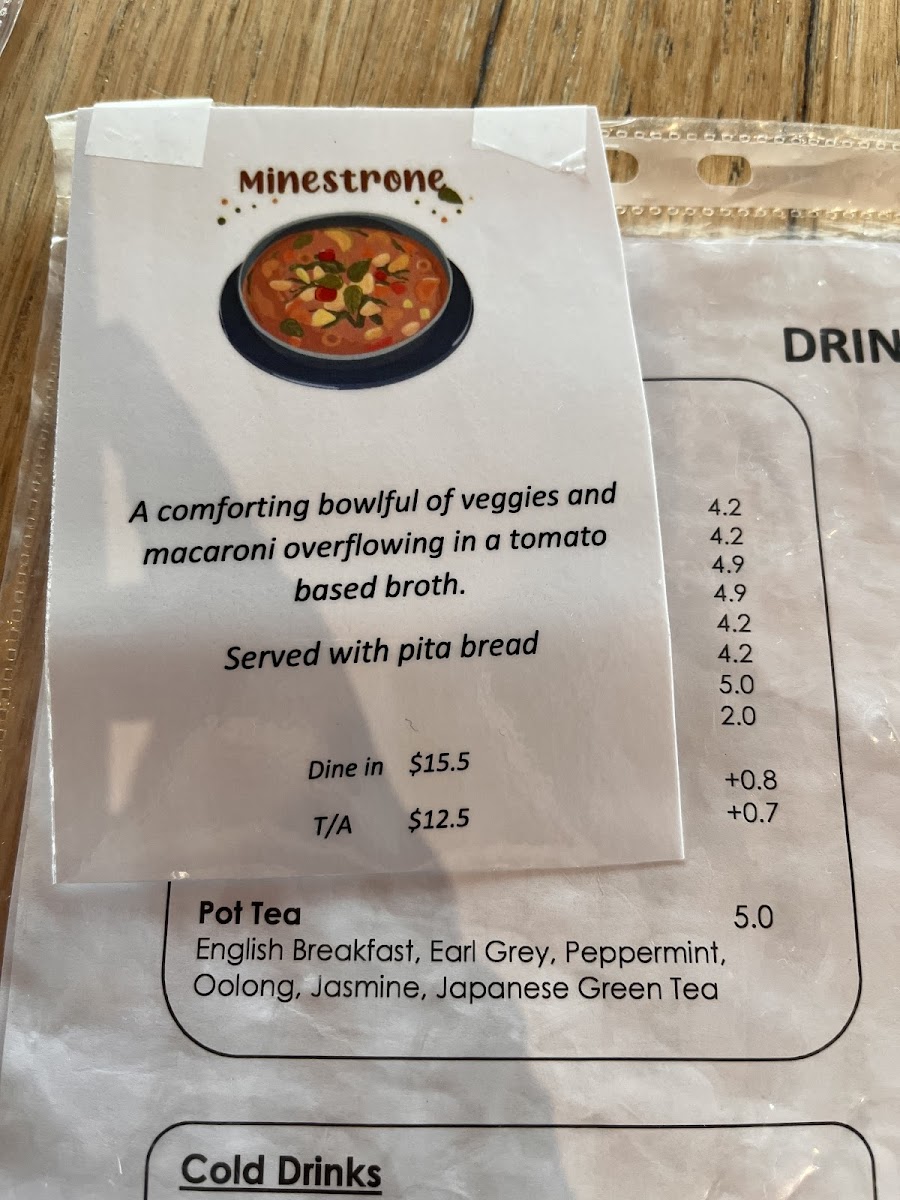 Minestrone
A comforting bowlful of veggies and
macaroni overflowing in a tomato
based broth.
Served with pita bread
Dine in $15.5
T/A $12.5
4.2
4.2
4.9
4.9
4.2
4.2
5.0
2.0
+0.8
+0.7
Pot Tea 5.0
English Breakfast, Earl Grey, Peppermint,
Oolong, Jasmine, Japanese Green Tea
Cold Drinks